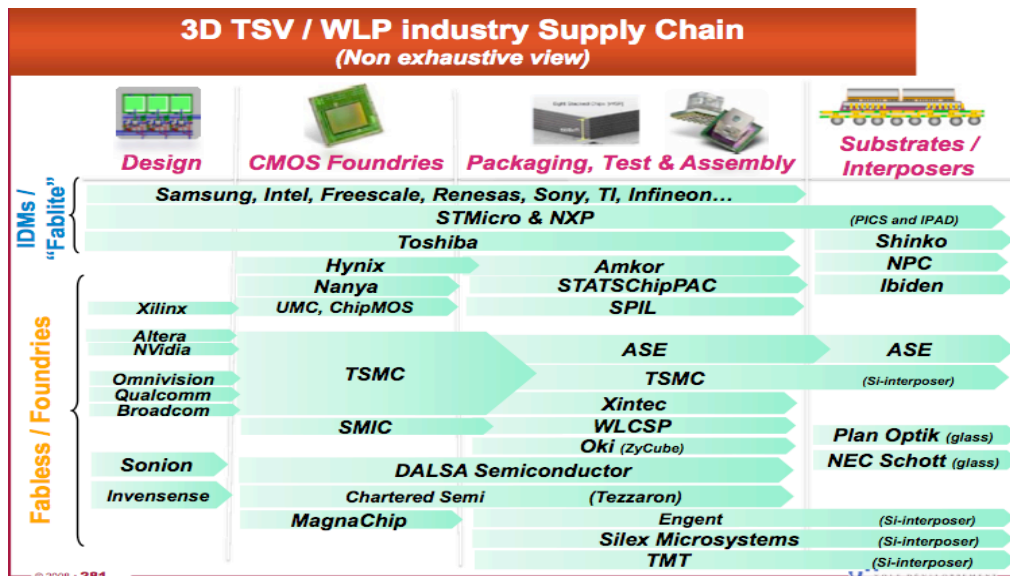 3D TSV / WLP industry Supply Chain
(Non exhaustive view)
Design
CMOS Foundries
Packaging, Test & Assembly
Substrates /
Interposers
IDMs /
"Fablite"
Samsung, Intel, Freescale, Renesas, Sony, TI, Infineon…
STMicro & NXP
(PICS and IPAD)
Toshiba
Shinko
Hynix
Amkor
NPC
Nanya
STATSChipPAC
Ibiden
Fabless / Foundries
Xilinx
UMC, ChipMOS
SPIL
Altera
NVidia
ASE
ASE
TSMC
TSMC
(Si-interposer)
Omnivision
Qualcomm
Broadcom
Xintec
SMIC
WLCSP
Oki (ZyCube)
Plan Optik (glass)
Sonion
DALSA Semiconductor
NEC Schott (glass)
Invensense
Chartered Semi (Tezzaron)
MagnaChip
Engent
(Si-interposer)
Silex Microsystems
(Si-interposer)
TMT
(Si-interposer)